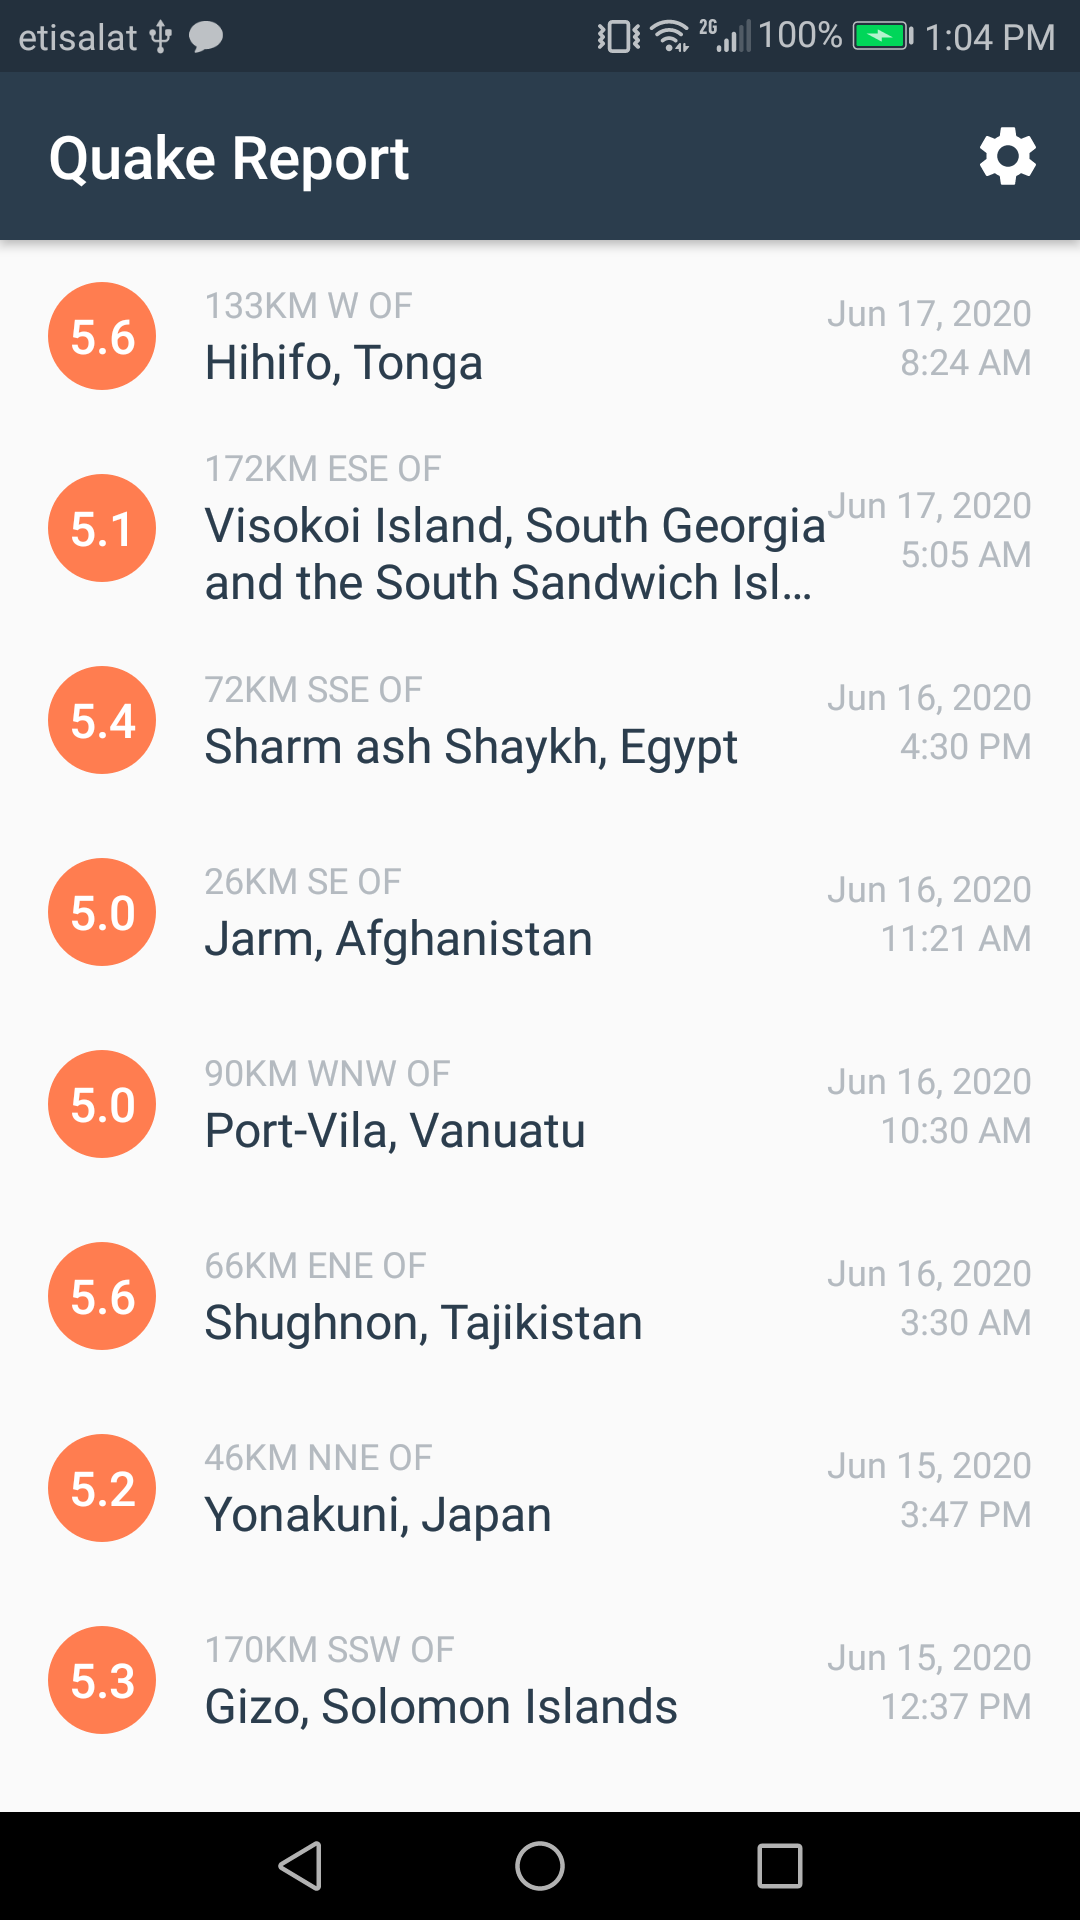 etisalat 2G 100% 1:04 PM
Quake Report
5.6
133KM W OF
Hihifo, Tonga
Jun 17, 2020
8:24 AM
5.1
172KM ESE OF
Visokoi Island, South Georgia
and the South Sandwich Isl...
Jun 17, 2020
5:05 AM
5.4
72KM SSE OF
Sharm ash Shaykh, Egypt
Jun 16, 2020
4:30 PM
5.0
26KM SE OF
Jarm, Afghanistan
Jun 16, 2020
11:21 AM
5.0
90KM WNW OF
Port-Vila, Vanuatu
Jun 16, 2020
10:30 AM
5.6
66KM ENE OF
Shughnon, Tajikistan
Jun 16, 2020
3:30 AM
5.2
46KM NNE OF
Yonakuni, Japan
Jun 15, 2020
3:47 PM
5.3
170KM SSW OF
Gizo, Solomon Islands
Jun 15, 2020
12:37 PM